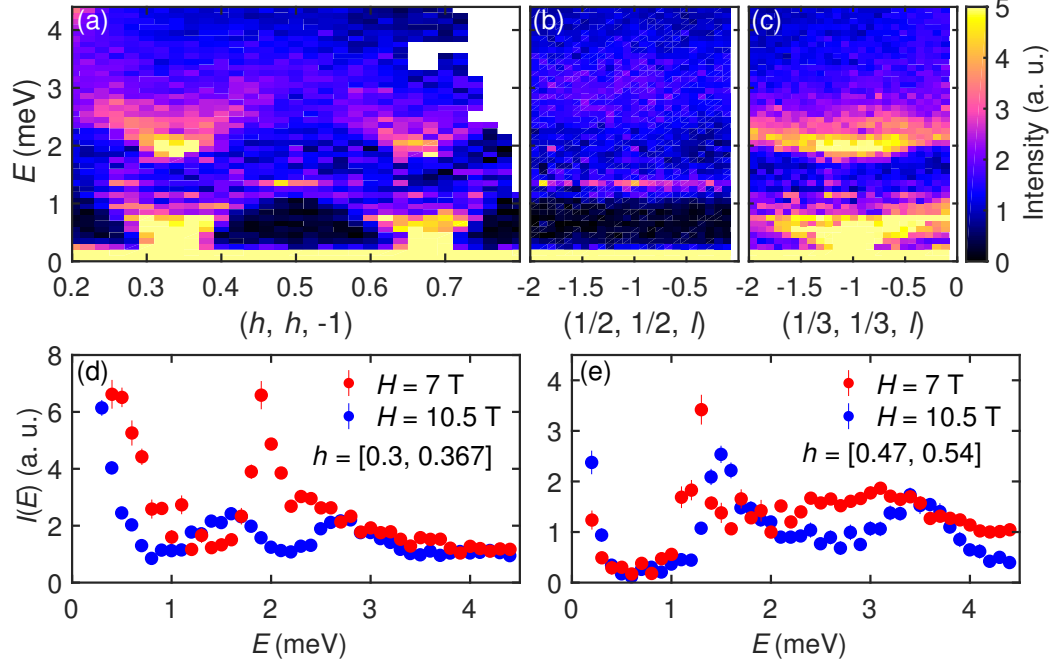 (a) (b) (c)
4
3
2
1
0
E (meV)
0.2 0.3 0.4 0.5 0.6 0.7
(h, h, -1)
-2 -1.5 -1 -0.5
(1/2, 1/2, l)
-2 -1.5 -1 -0.5 0
(1/3, 1/3, l)
5
4
3
2
1
0
Intensity (a. u.)
(d)
H = 7 T
H = 10.5 T
h = [0.3, 0.367]
8
6
4
2
0
I(E) (a. u.)
0 1 2 3 4
E (meV)
(e)
H = 7 T
H = 10.5 T
h = [0.47, 0.54]
4
3
2
1
0
0 1 2 3 4
E (meV)